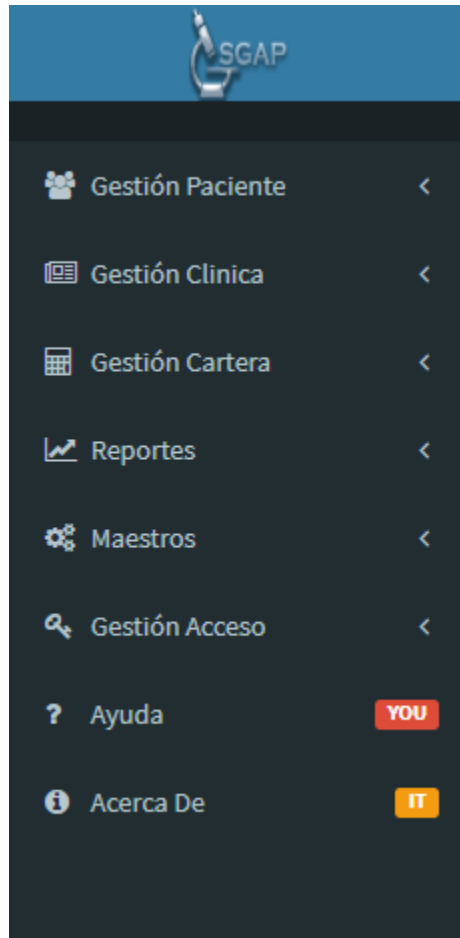 SGAP
Gestión Paciente
Gestión Clinica
Gestión Cartera
Reportes
Maestros
Gestión Acceso
Ayuda YOU
Acerca De IT